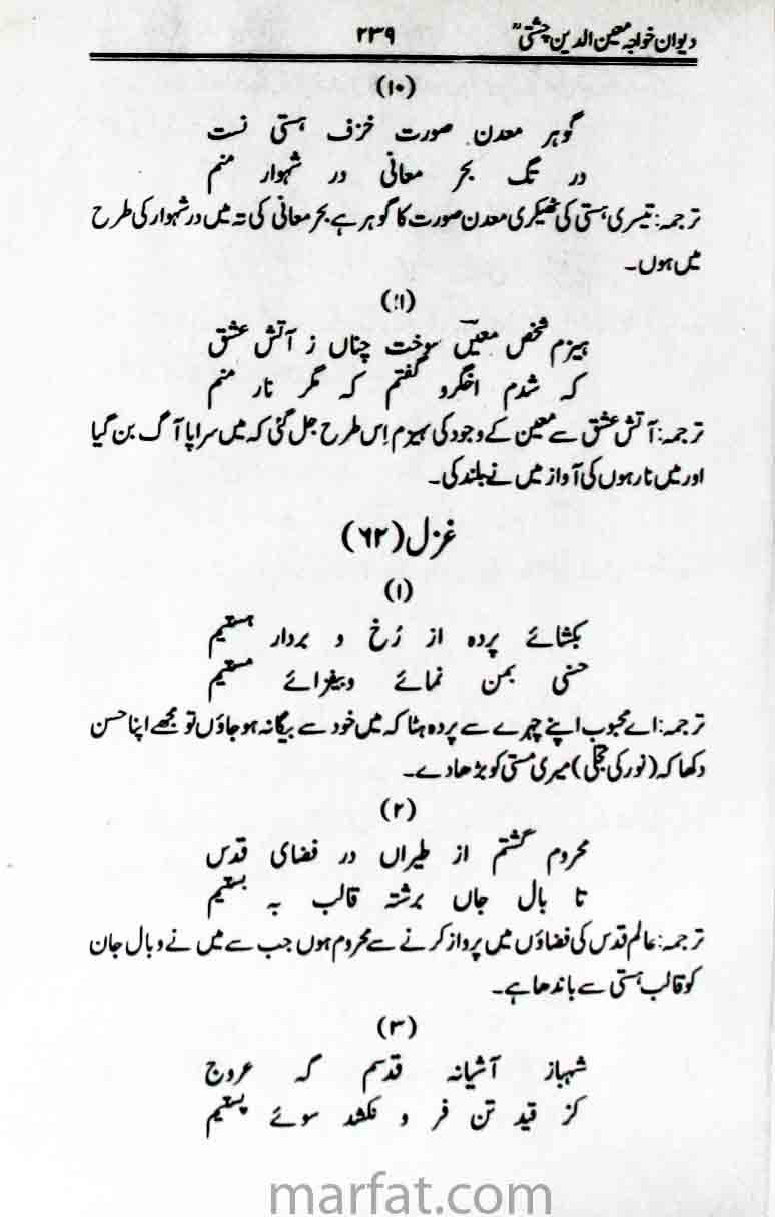 دیوان خواجہ معین الدین چشتیؒ ۲۳۹
(۱۰)
گوہر معدن صورت خزف ہستی تست
در تگ بحر معانی در شہوار منم
ترجمہ: تیسری ہستی کی ٹھیکری معدن صورت کا گوہر ہے بحر معانی کی تہ میں در شہوار کی طرح
میں ہوں۔
(۱۱)
ہیزم شخص معیںؔ سوخت چناں ز آتش عشق
کہ شدم اخگرو گفتم کہ مگر نار منم
ترجمہ: آتش عشق سے معین کے وجود کی ہیزم اِس طرح جل گئی کہ میں سراپا آگ بن گیا
اور میں نار ہوں کی آواز میں نے بلند کی۔
غزل (۶۲)
(۱)
بکشائے پردہ از رُخ و بردار ہستیم
حسنی بمن نمائے وبیفزائے مستیم
ترجمہ: اے محبوب اپنے چہرے سے پردہ ہٹا کہ میں خود سے بیگانہ ہو جاؤں تو مجھے اپنا حسن
دکھا کہ (نور کی تجلی) میری مستی کو بڑھا دے۔
(۲)
محروم گشتم از طیراں در فضای قدس
تا بال جاں برشتہ قالب بہ بستیم
ترجمہ: عالم قدس کی فضاؤں میں پرواز کرنے سے محروم ہوں جب سے میں نے وبال جان
کو قالب ہستی سے باندھا ہے۔
(۳)
شہباز آشیانہ قدسم گہ عروج
کز قید تن فر و نکشد سوئے پستیم
marfat.com